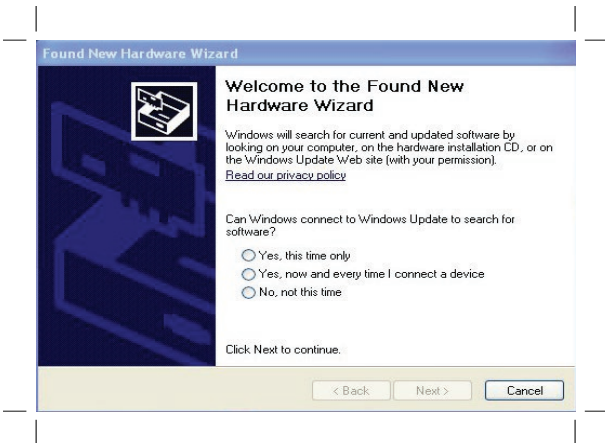 Found New Hardware Wizard
Welcome to the Found New
Hardware Wizard
Windows will search for current and updated software by
looking on your computer, on the hardware installation CD, or on
the Windows Update Web site (with your permission).
Read our privacy policy
Can Windows connect to Windows Update to search for
software?
Yes, this time only
Yes, now and every time I connect a device
No, not this time
Click Next to continue.
< Back
Next >
Cancel